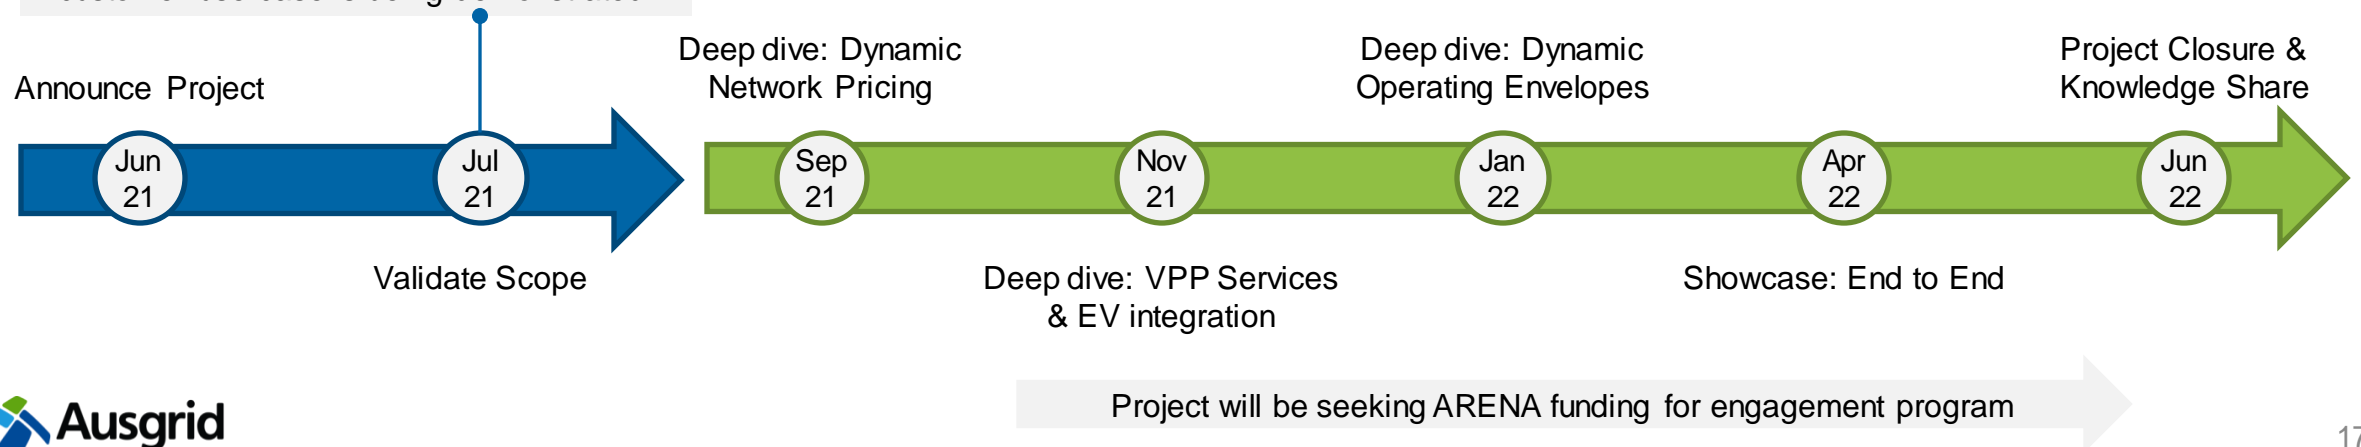 Announce Project
Deep dive: Dynamic
Network Pricing
Deep dive: Dynamic
Operating Envelopes
Project Closure &
Knowledge Share
Jun
21
Jul
21
Sep
21
Nov
21
Jan
22
Apr
22
Jun
22
Validate Scope
Deep dive: VPP Services
& EV integration
Showcase: End to End
Project will be seeking ARENA funding for engagement program
Ausgrid
17